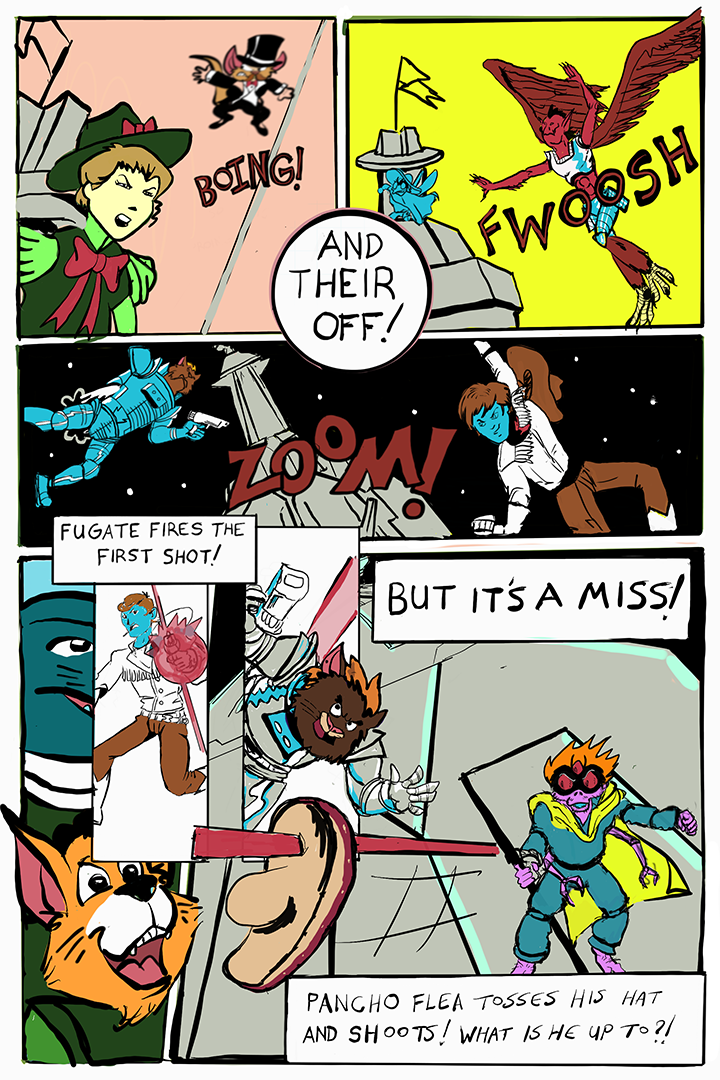 BOING!
FWOOSH
AND
THEIR
OFF!
ZOOM!
FUGATE FIRES THE
FIRST SHOT!
BUT IT'S A MISS!
PANCHO FLEA TOSSES HIS HAT
AND SHOOTS! WHAT IS HE UP TO?!